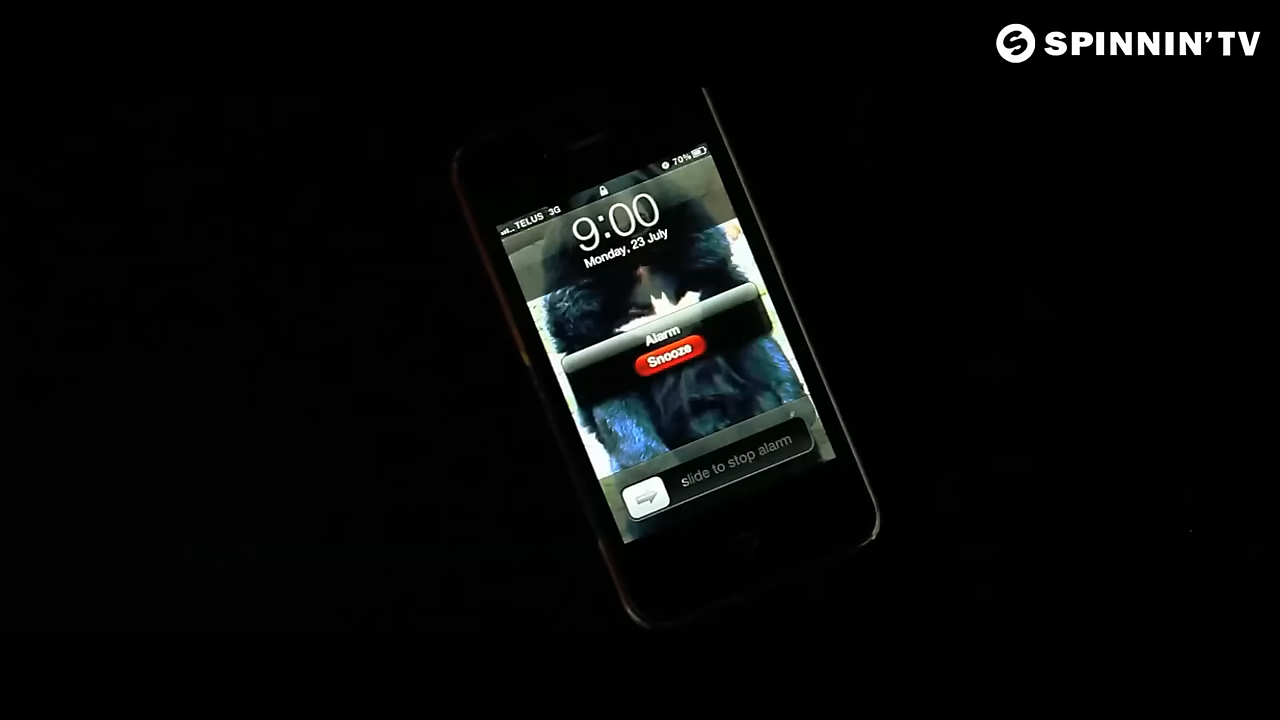 SPINNIN' TV
TELUS 3G
70%
9:00
Monday, 23 July
Alarm
Snooze
slide to stop alarm